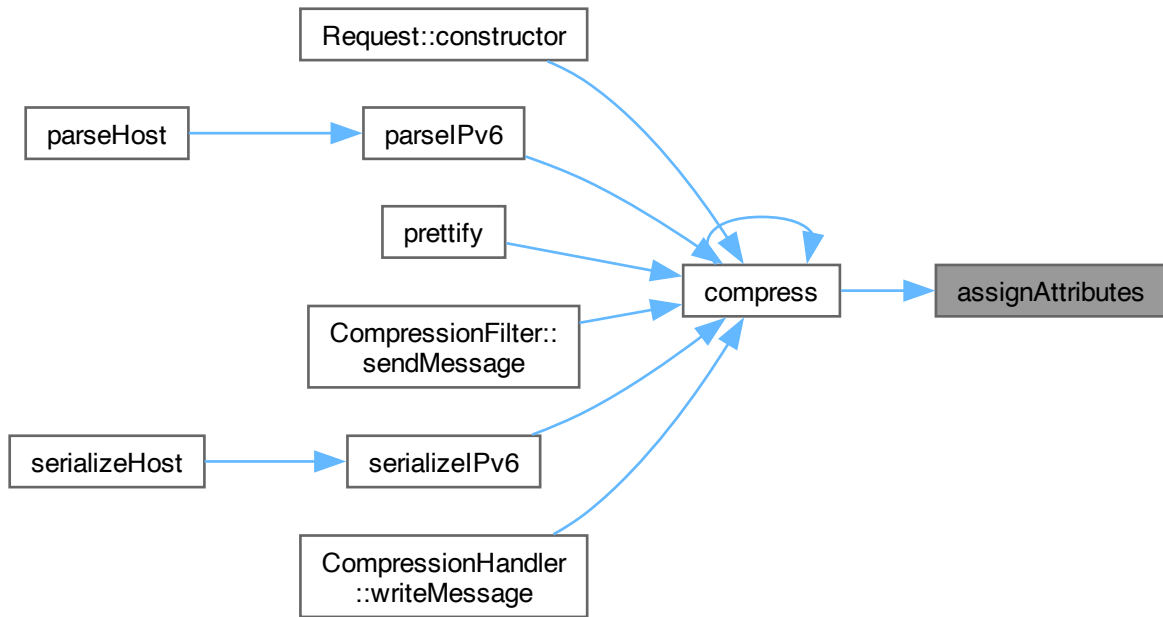 Request::constructor
parseHost
parseIPv6
prettify
compress
assignAttributes
CompressionFilter::
sendMessage
serializeHost
serializeIPv6
CompressionHandler
::writeMessage